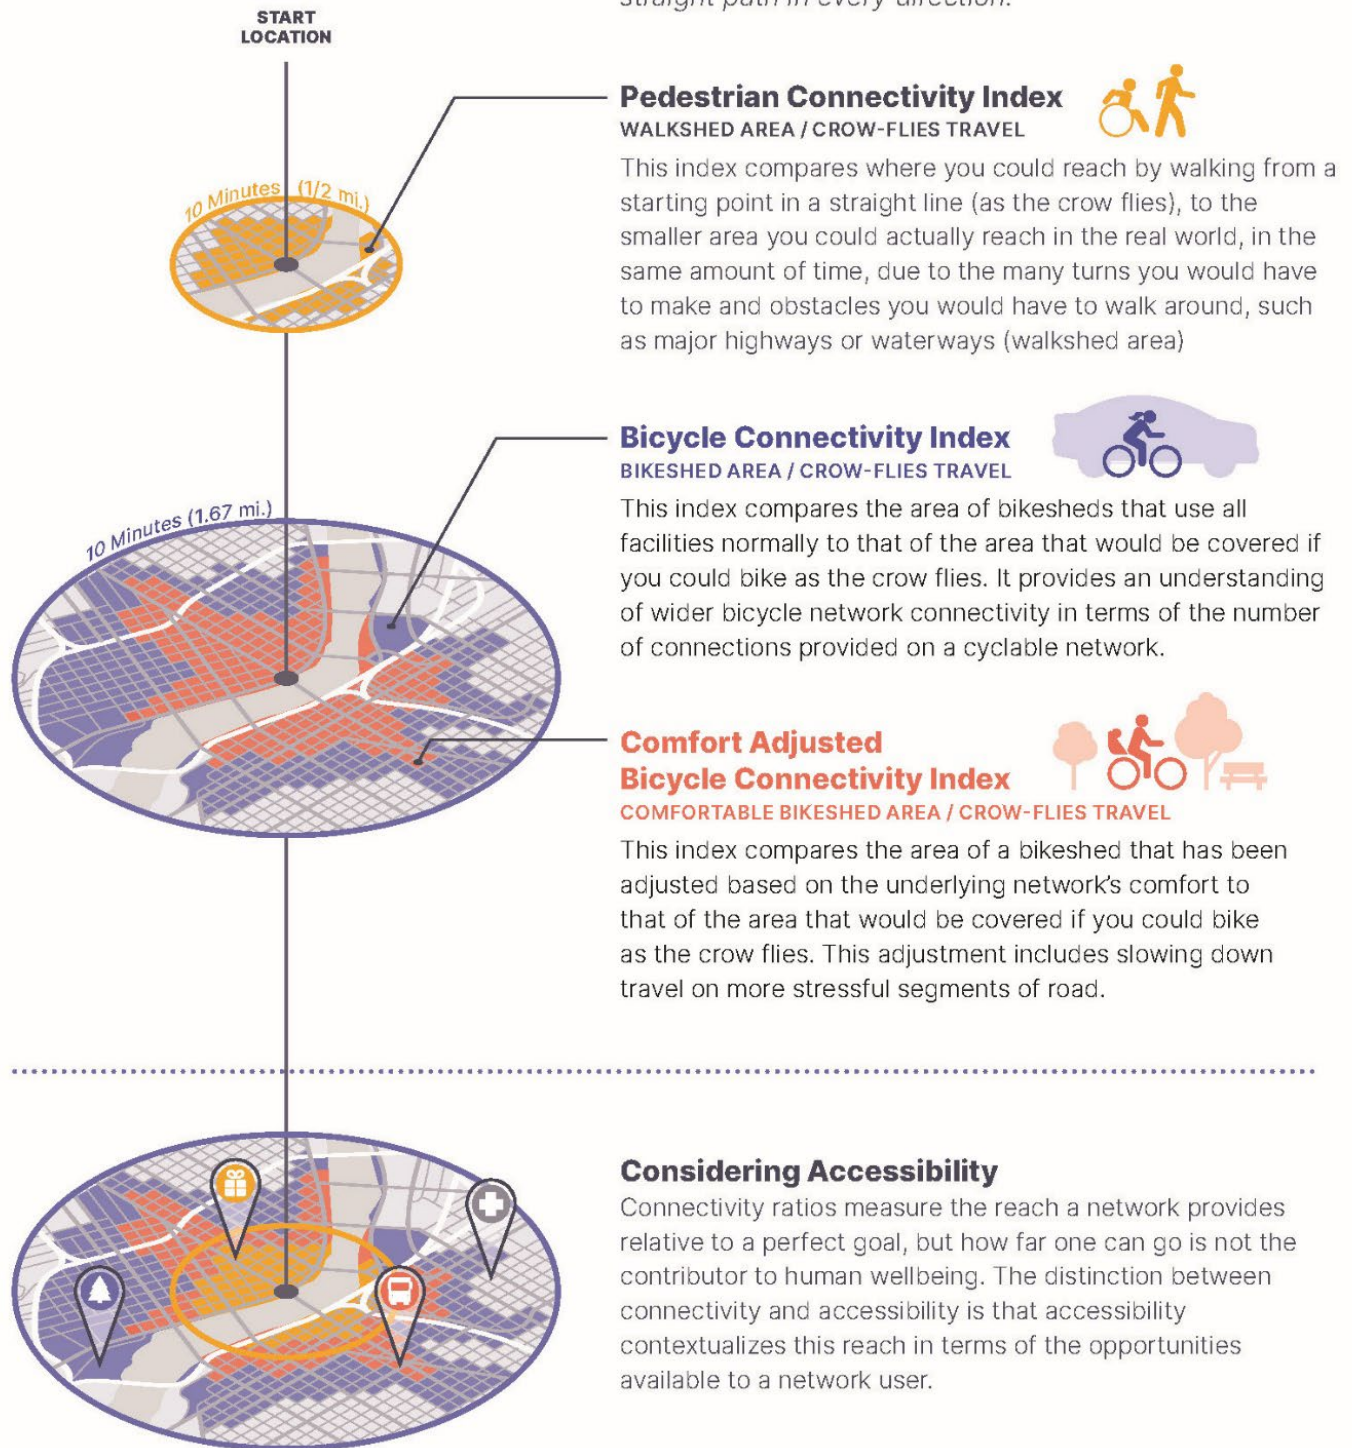 straight path in every direction.
START
LOCATION
Pedestrian Connectivity Index
WALKSHED AREA / CROW-FLIES TRAVEL
10 Minutes (1/2 mi.)
This index compares where you could reach by walking from a
starting point in a straight line (as the crow flies), to the
smaller area you could actually reach in the real world, in the
same amount of time, due to the many turns you would have
to make and obstacles you would have to walk around, such
as major highways or waterways (walkshed area)
Bicycle Connectivity Index
BIKESHED AREA / CROW-FLIES TRAVEL
10 Minutes (1.67 mi.)
This index compares the area of bikesheds that use all
facilities normally to that of the area that would be covered if
you could bike as the crow flies. It provides an understanding
of wider bicycle network connectivity in terms of the number
of connections provided on a cyclable network.
Comfort Adjusted
Bicycle Connectivity Index
COMFORTABLE BIKESHED AREA / CROW-FLIES TRAVEL
This index compares the area of a bikeshed that has been
adjusted based on the underlying network's comfort to
that of the area that would be covered if you could bike
as the crow flies. This adjustment includes slowing down
travel on more stressful segments of road.
Considering Accessibility
Connectivity ratios measure the reach a network provides
relative to a perfect goal, but how far one can go is not the
contributor to human wellbeing. The distinction between
connectivity and accessibility is that accessibility
contextualizes this reach in terms of the opportunities
available to a network user.